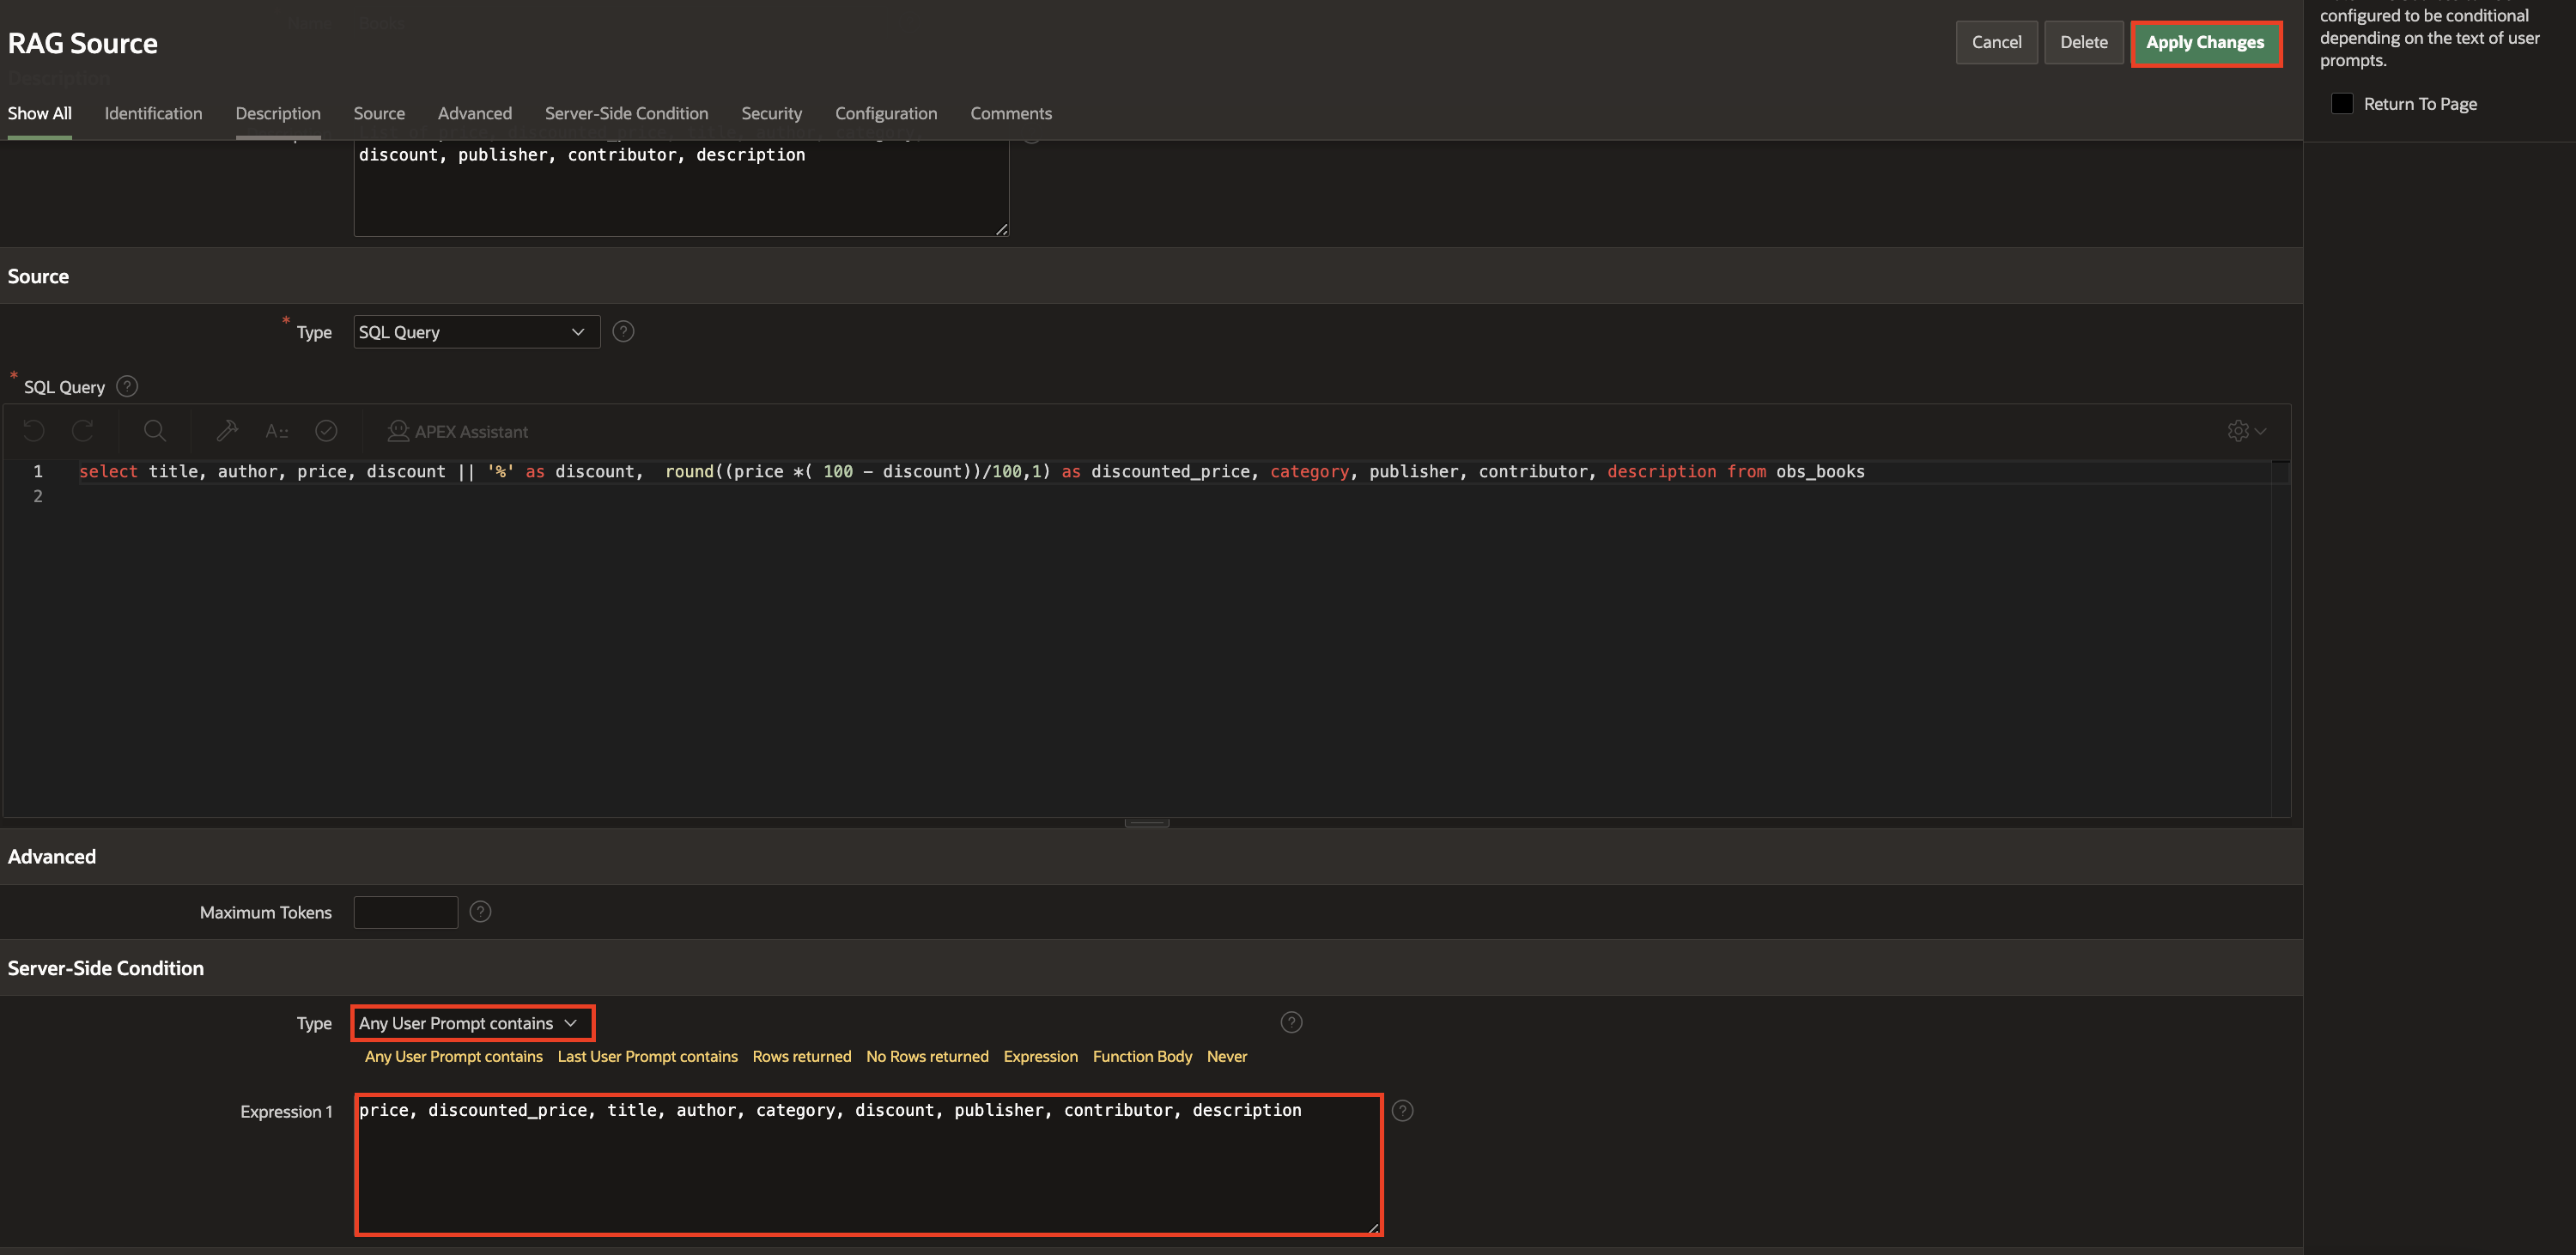 RAG Source
Cancel
Delete
Apply Changes
Show All
Identification
Description
Source
Advanced
Server-Side Condition
Security
Configuration
Comments
configured to be conditional
depending on the text of user
prompts.
Return To Page
discount, publisher, contributor, description
Source
* Type
SQL Query
* SQL Query
APEX Assistant
1 select title, author, price, discount || '%' as discount,  round((price *( 100 - discount))/100,1) as discounted_price, category, publisher, contributor, description from obs_books
2
Advanced
Maximum Tokens
Server-Side Condition
Type
Any User Prompt contains
Any User Prompt contains
Last User Prompt contains
Rows returned
No Rows returned
Expression
Function Body
Never
Expression 1
price, discounted_price, title, author, category, discount, publisher, contributor, description